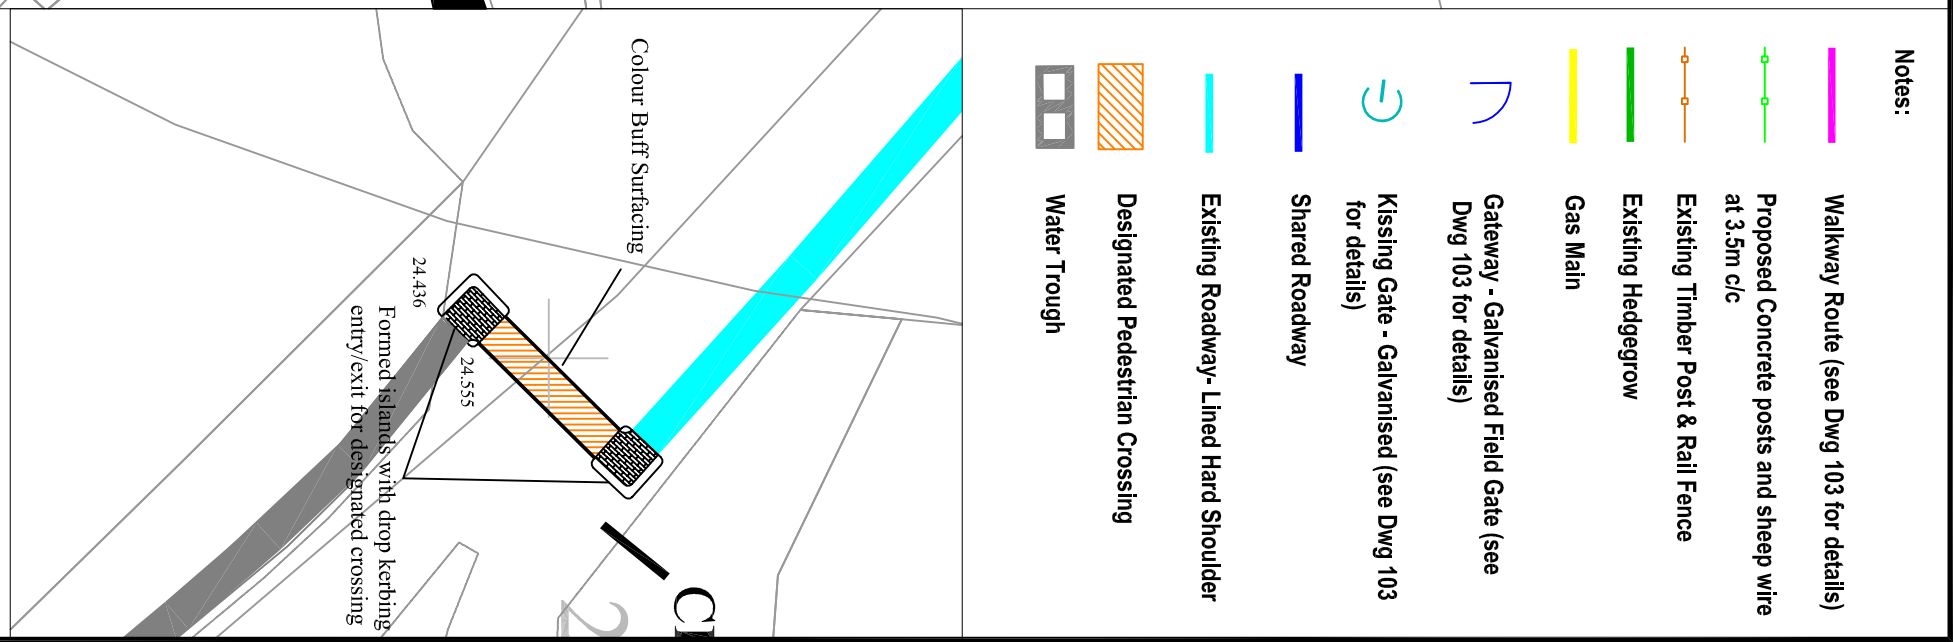 Notes:
Walkway Route (see Dwg 103 for details)
Proposed Concrete posts and sheep wire
at 3.5m c/c
Existing Timber Post & Rail Fence
Existing Hedgegrow
Gas Main
Gateway - Galvanised Field Gate (see
Dwg 103 for details)
Kissing Gate - Galvanised (see Dwg 103
for details)
Shared Roadway
Existing Roadway- Lined Hard Shoulder
Designated Pedestrian Crossing
Water Trough
Colour Buff Surfacing
24.555
24.436
Formed islands with drop kerbing
entry/exit for designated crossing
C
2